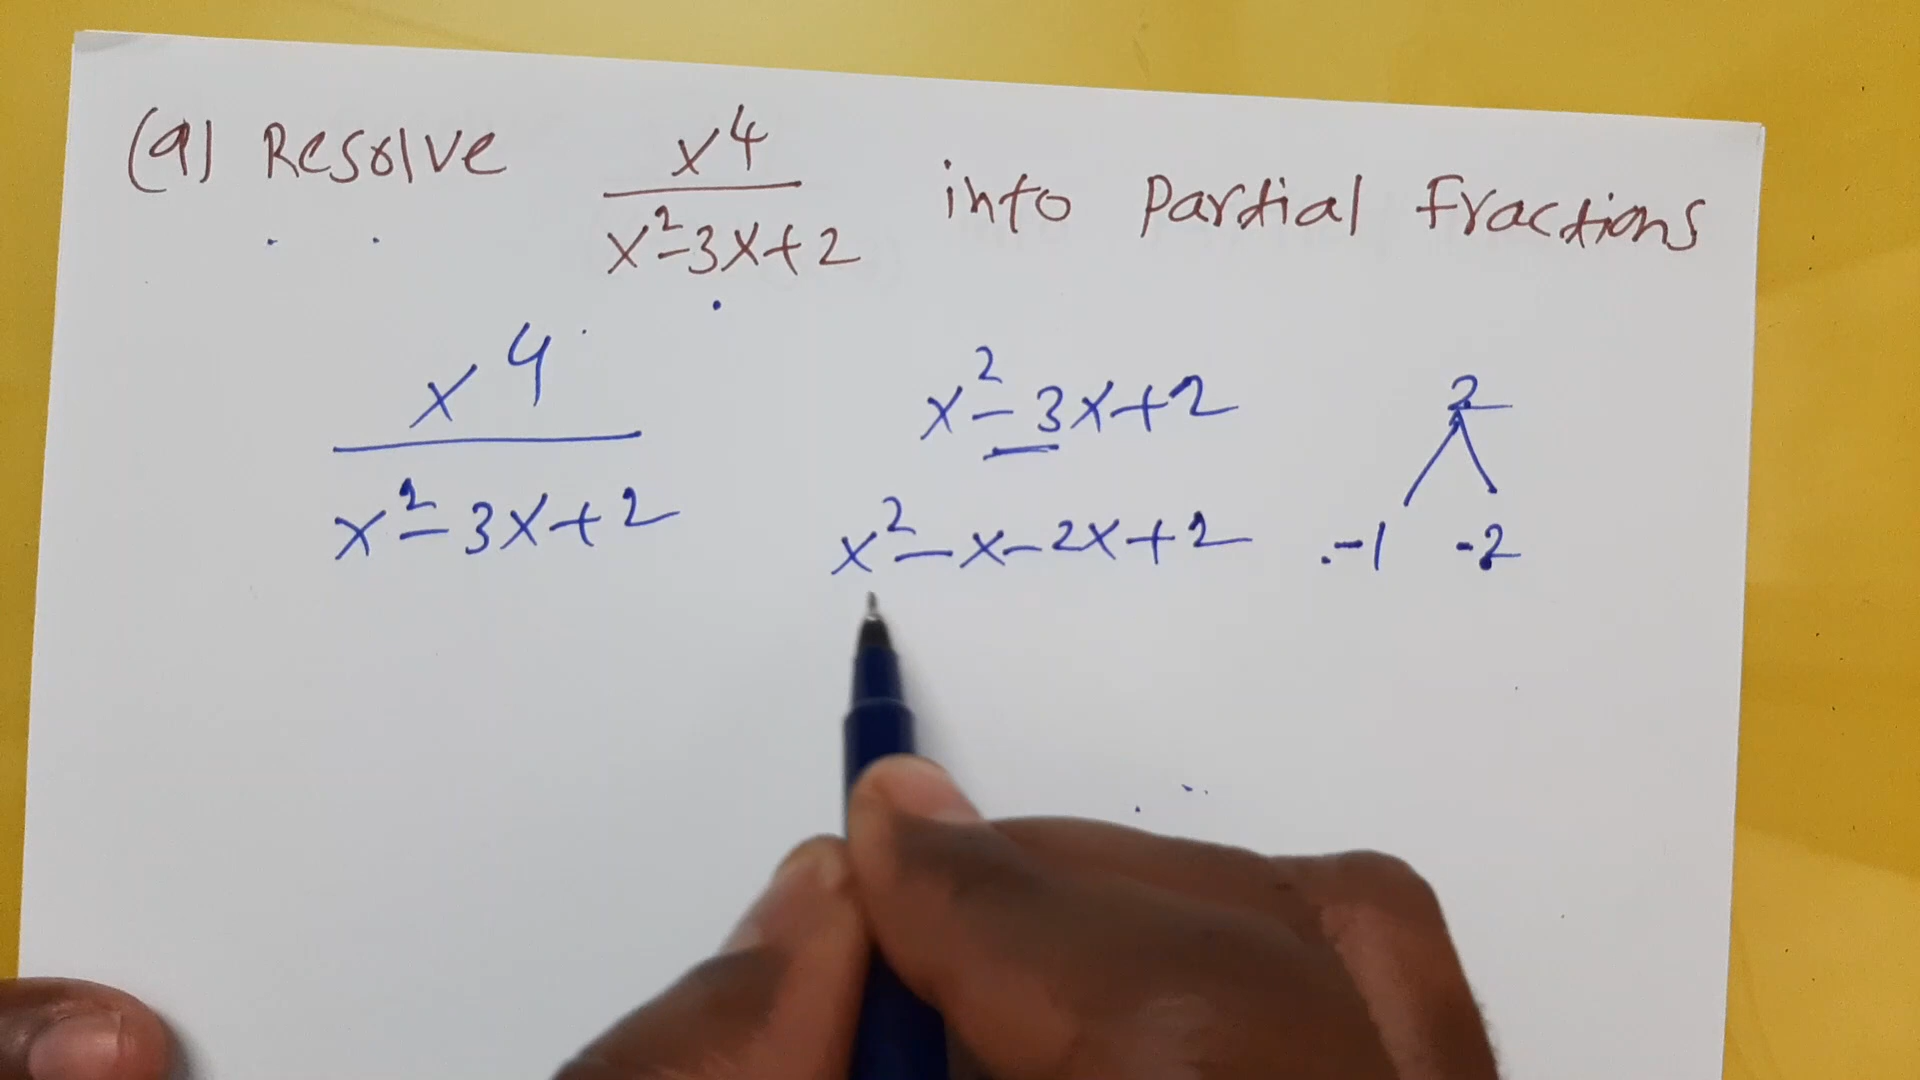 (a) Resolve x⁴/(x²-3x+2) into Partial Fractions
x⁴/(x²-3x+2)
x²-3x+2
2
x²-x-2x+2
-1 -2